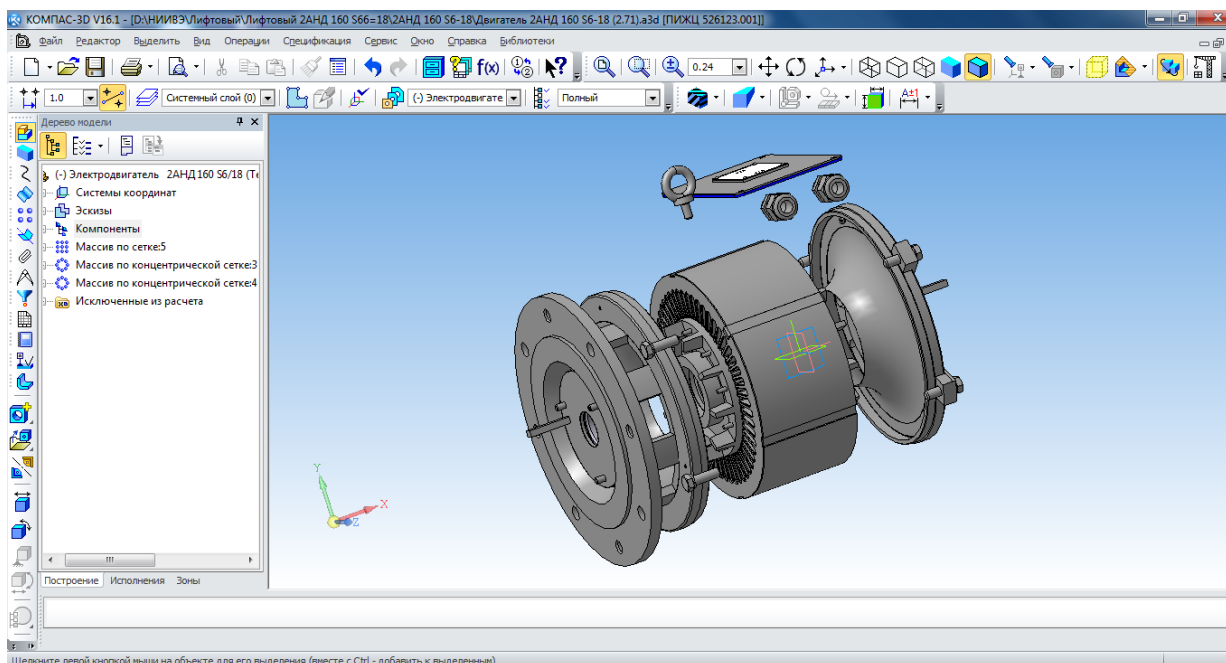 КОМПАС-3D V16.1 - [D:\НИИВЭ\Лифтовый\Лифтовый 2АНД 160 S66=18\2АНД 160 S6-18\Двигатель 2АНД 160 S6-18 (2.71).a3d [ПИЖЦ 526123.001]]
Файл Редактор Выделить Вид Операции Спецификация Сервис Окно Справка Библиотеки
f(x) 0.24
1.0 Системный слой (0) (-) Электродвигате Полный
Дерево модели
(-) Электродвигатель 2АНД 160 S6/18 (Те
Системы координат
Эскизы
Компоненты
Массив по сетке:5
Массив по концентрической сетке:3
Массив по концентрической сетке:4
Исключенные из расчета
Y
X
Z
Построение Исполнения Зоны
Щелкните левой кнопкой мыши на объекте для его выделения (вместе с Ctrl - добавить к выделенным)